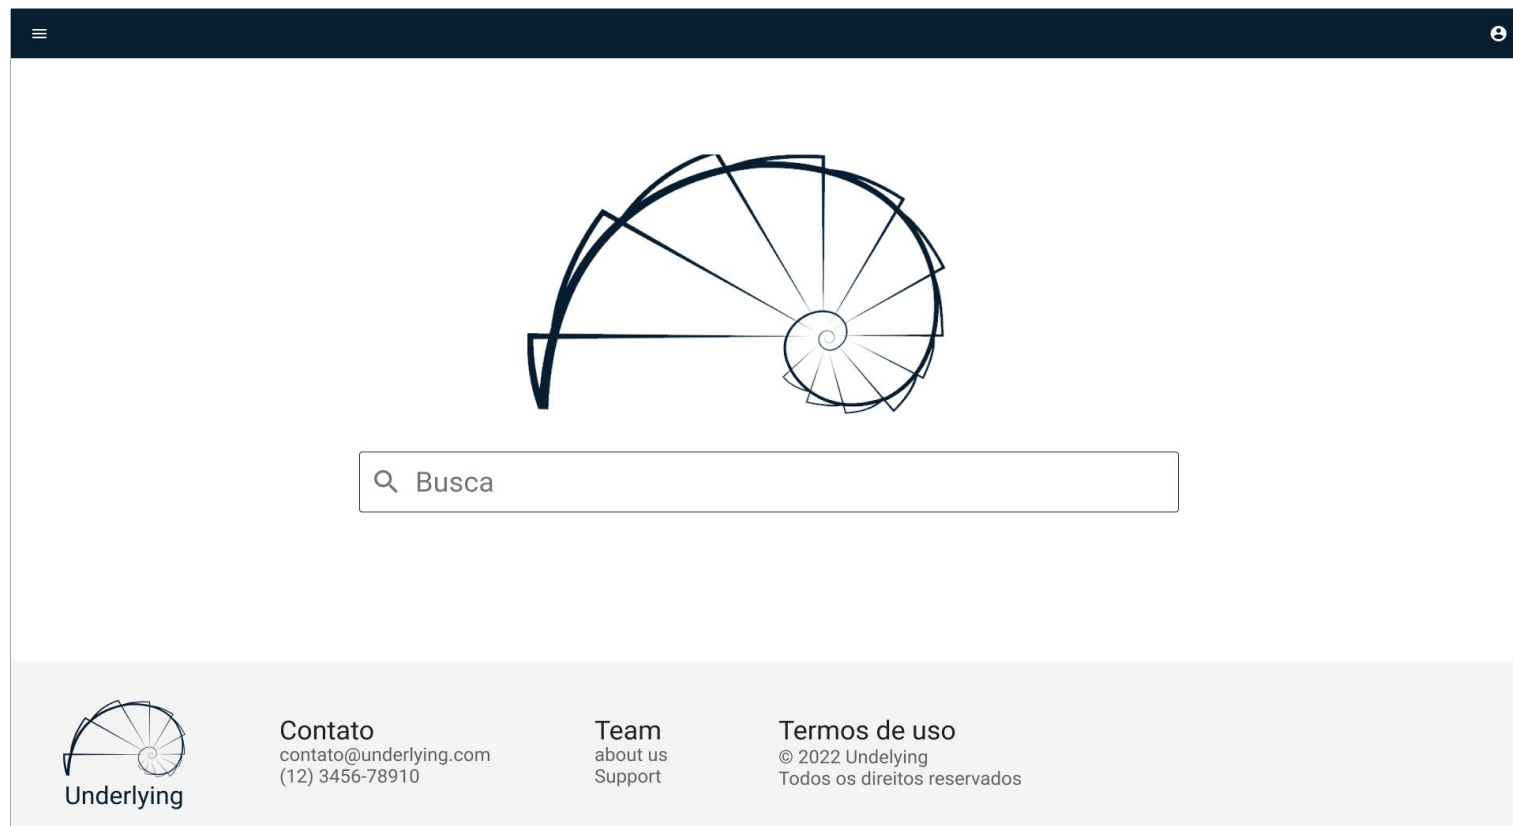 Busca
Underlying
Contato
contato@underlying.com
(12) 3456-78910
Team
about us
Support
Termos de uso
© 2022 Undelying
Todos os direitos reservados